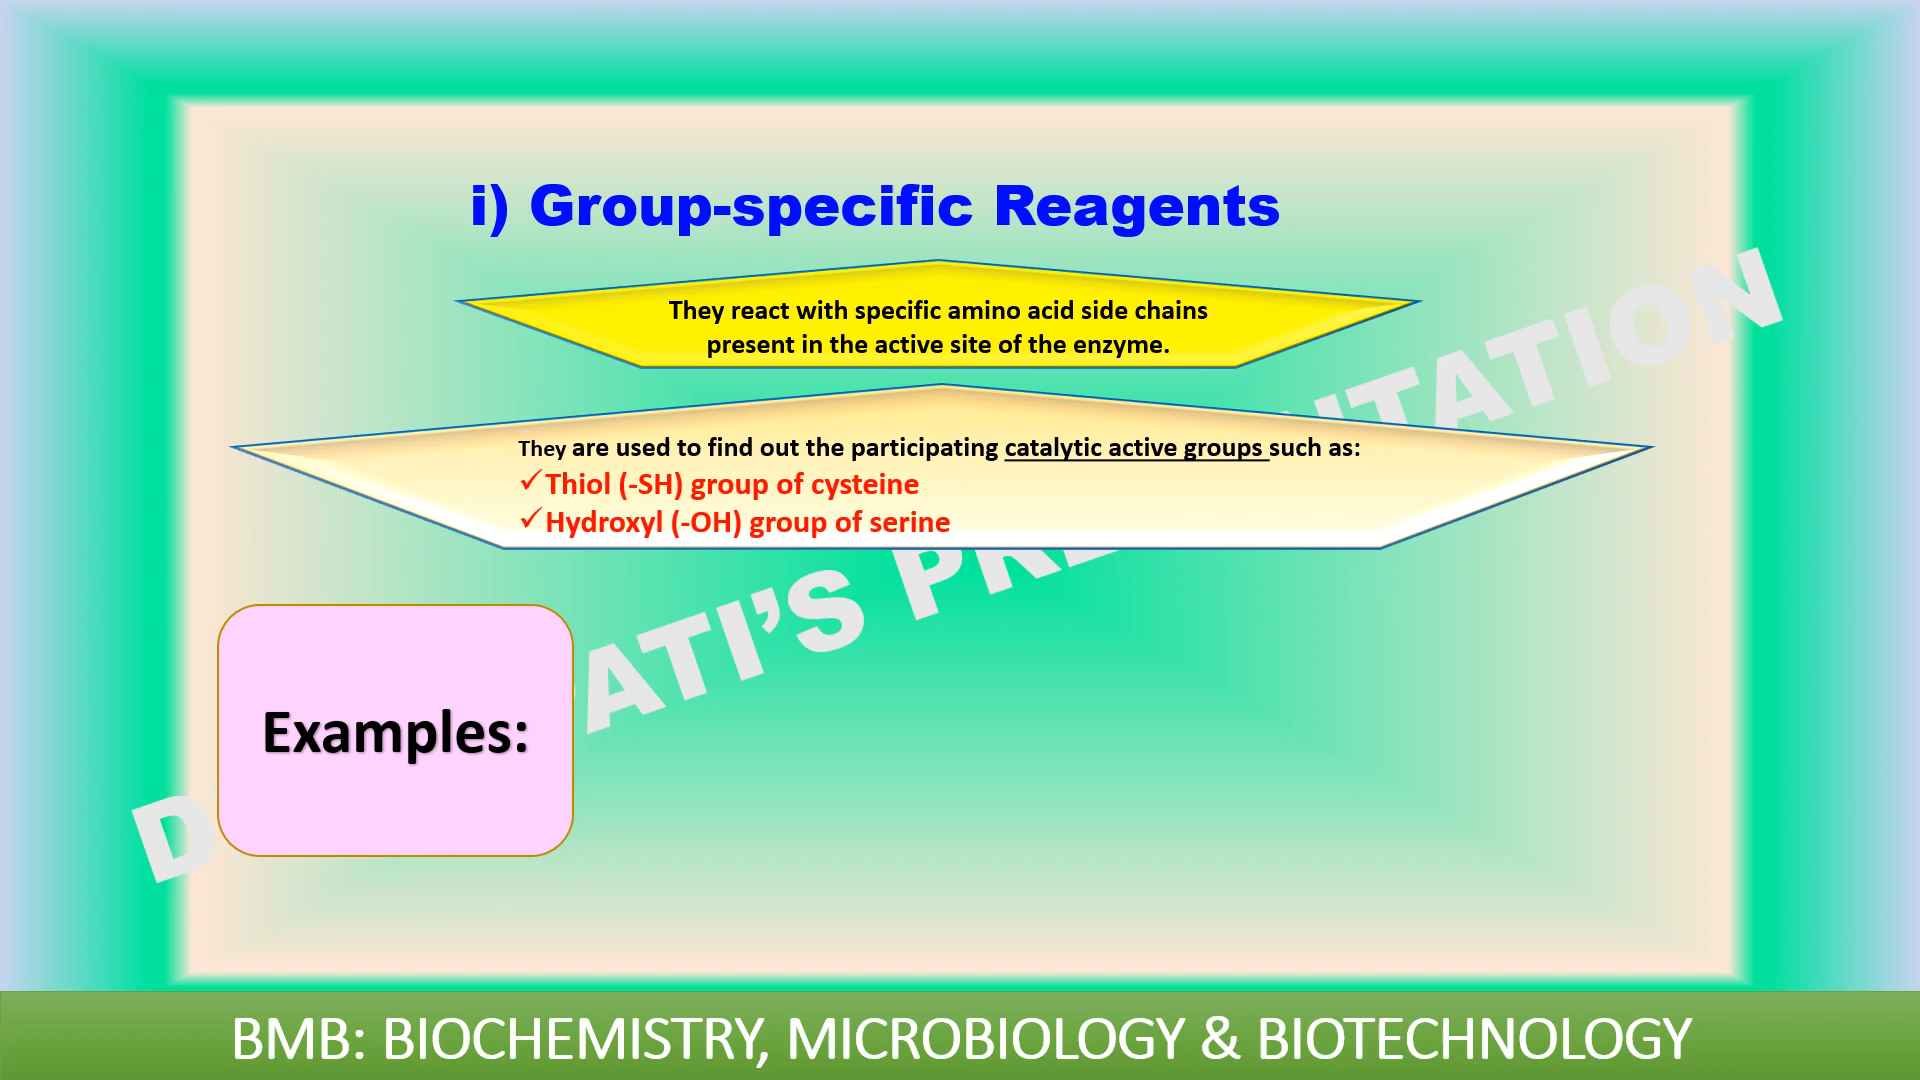 i) Group-specific Reagents
They react with specific amino acid side chains
present in the active site of the enzyme.
They are used to find out the participating catalytic active groups such as:
✓Thiol (-SH) group of cysteine
✓Hydroxyl (-OH) group of serine
Examples:
BMB: BIOCHEMISTRY, MICROBIOLOGY & BIOTECHNOLOGY